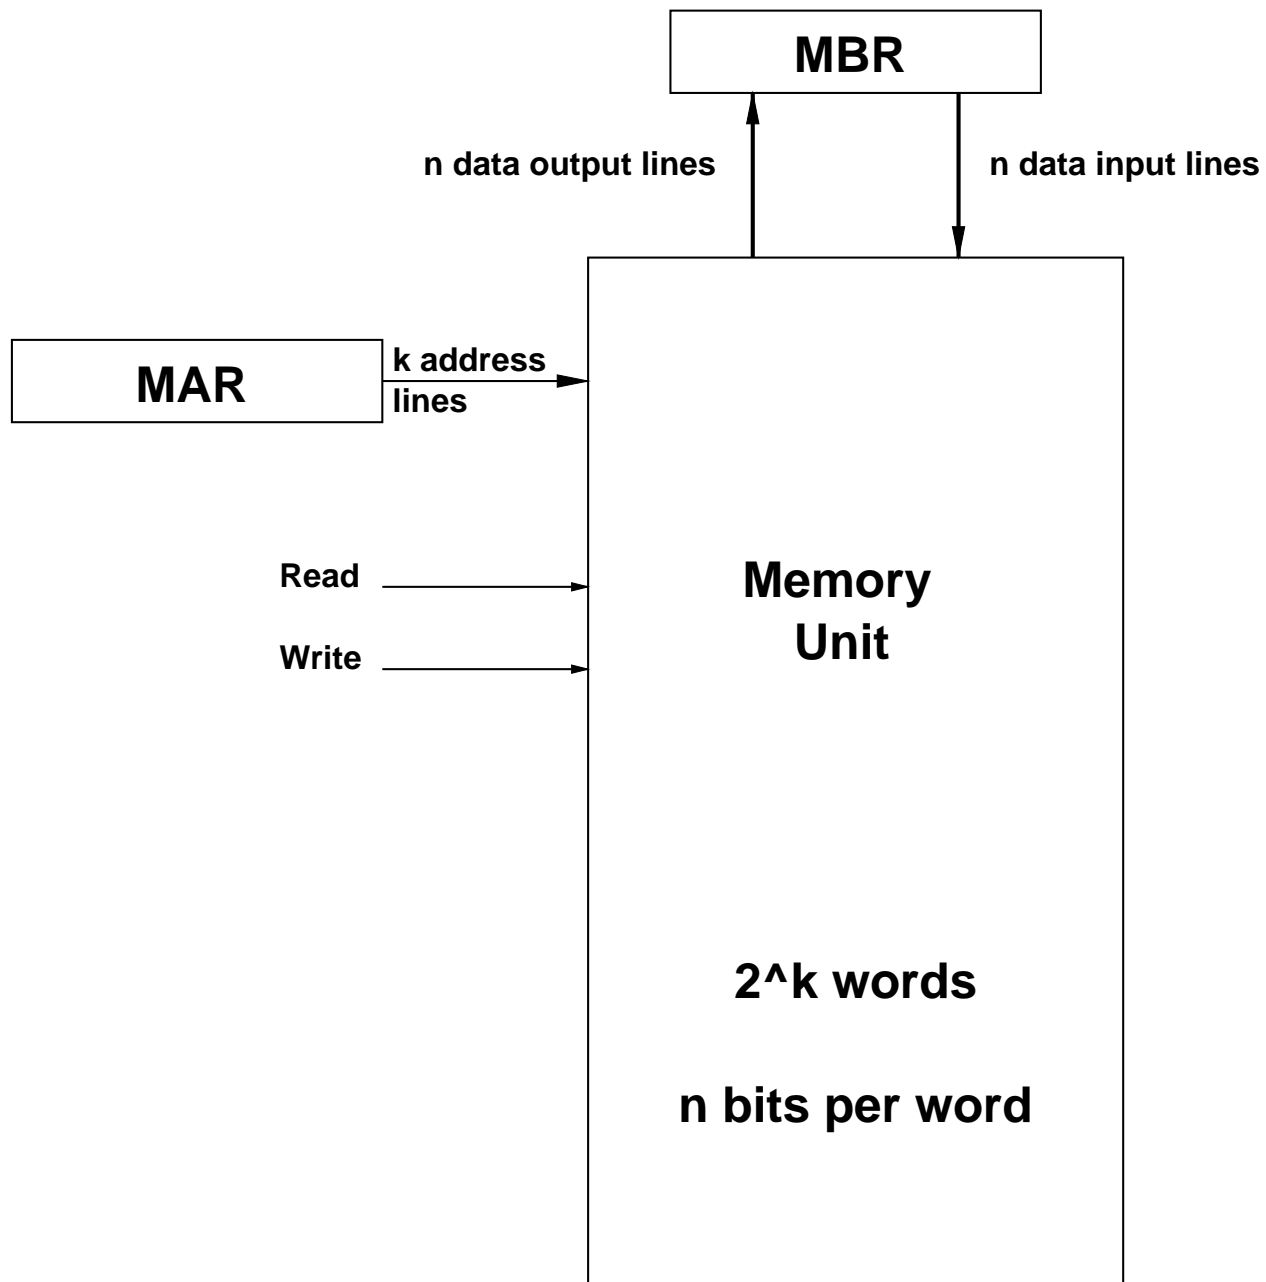 MBR
n data output lines
n data input lines
MAR
k address
lines
Read
Write
Memory
Unit
2^k words
n bits per word